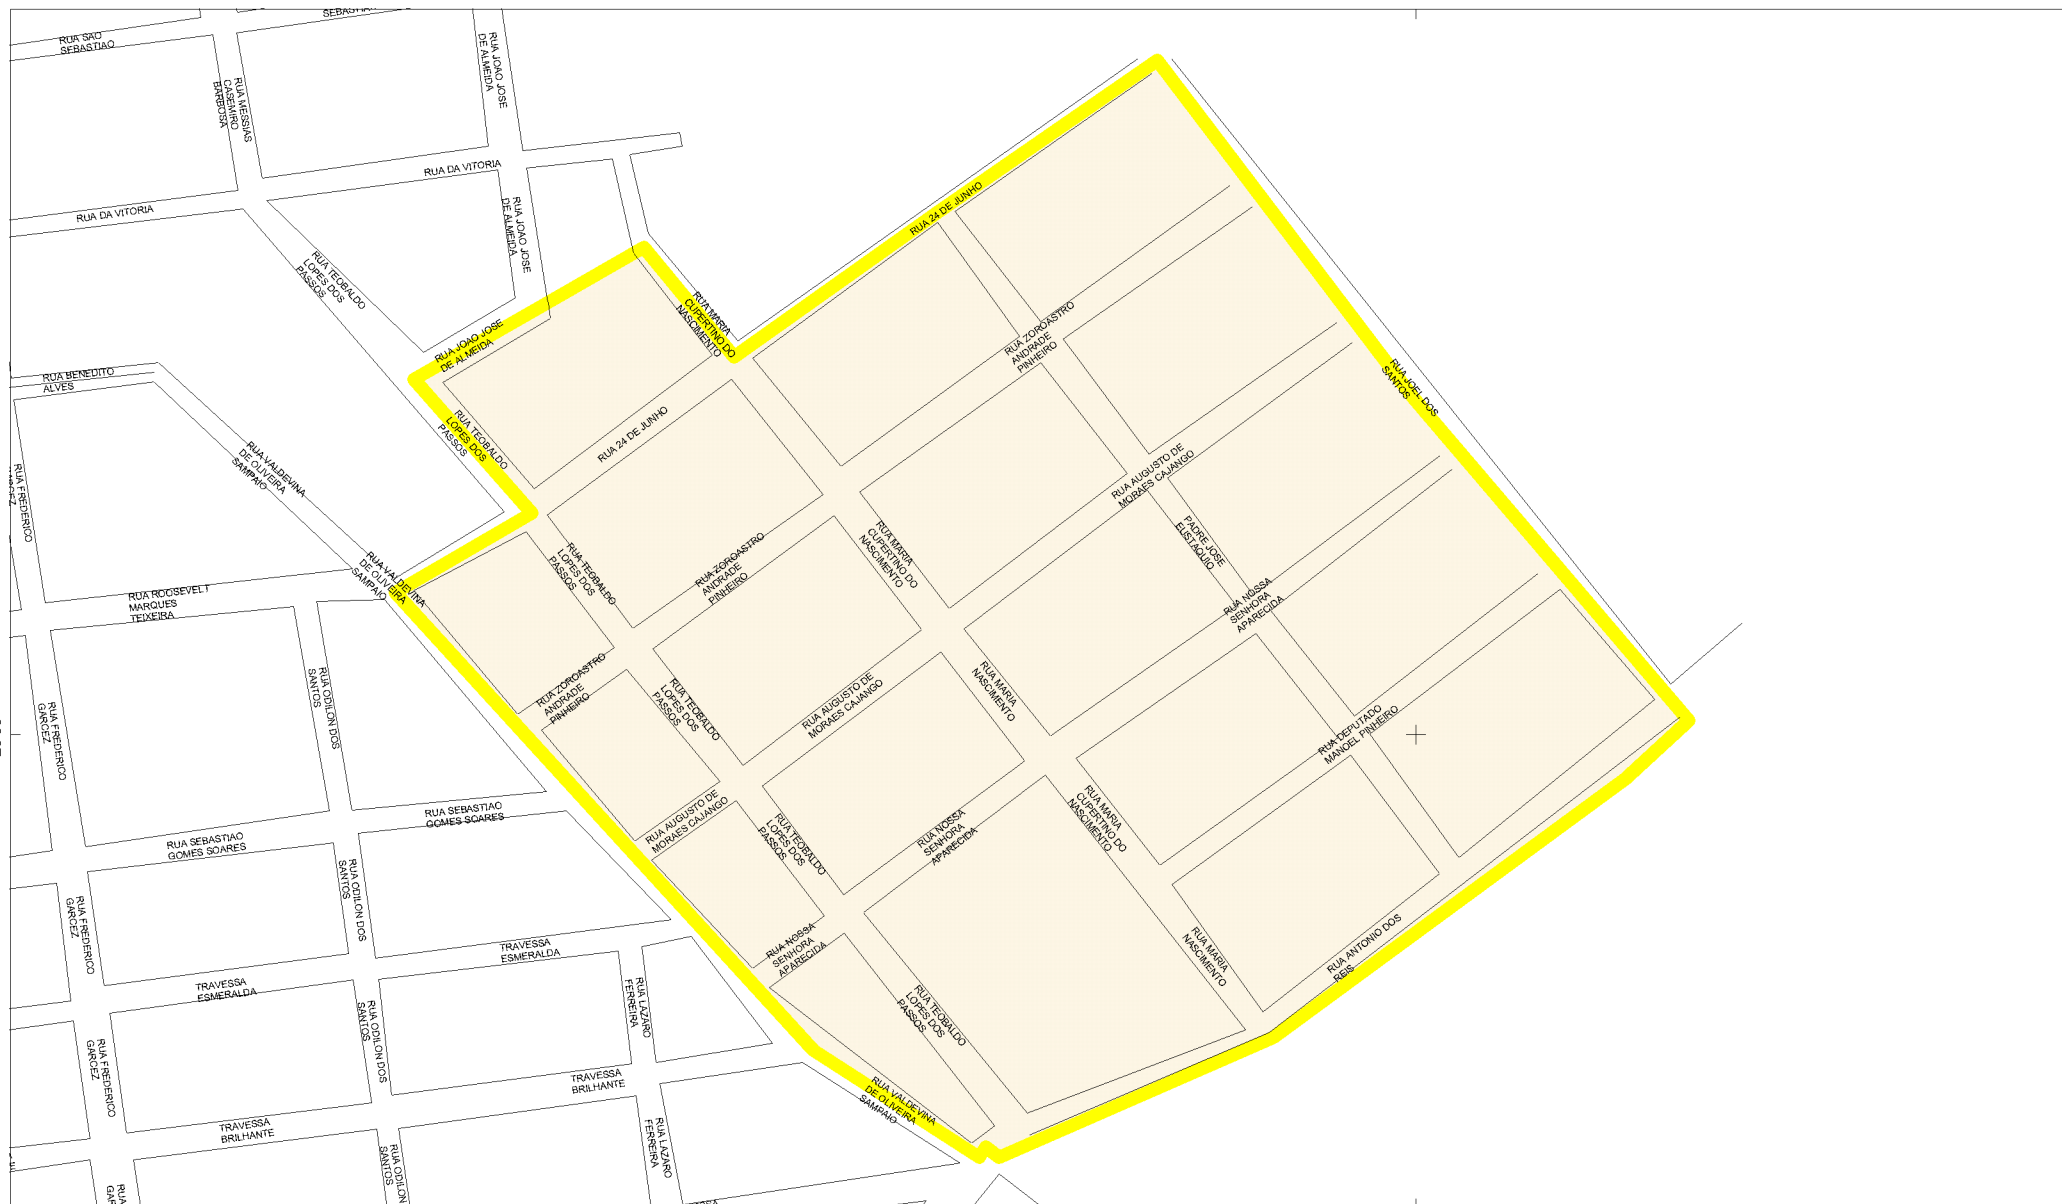 SEBASTIAO
RUA SAO
SEBASTIAO
RUA MESSIAS
CASEMIRO
BARBOSA
RUA JOAO JOSE
DE ALMEIDA
RUA DA VITORIA
RUA DA VITORIA
RUA JOAO JOSE
DE ALMEIDA
RUA 24 DE JUNHO
RUA TEOBALDO
LOPES DOS
PASSOS
RUA MARIA
CUPERTINO DO
NASCIMENTO
RUA JOAO JOSE
DE ALMEIDA
RUA ZOROASTRO
ANDRADE
PINHEIRO
RUA BENEDITO
ALVES
RUA JOEL DOS
SANTOS
RUA TEOBALDO
LOPES DOS
PASSOS
RUA 24 DE JUNHO
RUA VALDEVINA
DE OLIVEIRA
SAMPAIO
RUA FREDERICO
GARCEZ
RUA AUGUSTO DE
MORAES CAJANGO
RUA MARIA
CUPERTINO DO
NASCIMENTO
PADRE JOSE
EUSTAQUIO
RUA VALDEVINA
DE OLIVEIRA
SAMPAIO
RUA TEOBALDO
LOPES DOS
PASSOS
RUA ZOROASTRO
ANDRADE
PINHEIRO
RUA ROOSEVELT
MARQUES
TEIXEIRA
RUA NOSSA
SENHORA
APARECIDA
RUA ODILON DOS
SANTOS
RUA ZOROASTRO
ANDRADE
PINHEIRO
RUA TEOBALDO
LOPES DOS
PASSOS
RUA AUGUSTO DE
MORAES CAJANGO
RUA MARIA
NASCIMENTO
RUA FREDERICO
GARCEZ
RUA DEPUTADO
MANOEL PINHEIRO
RUA SEBASTIAO
GOMES SOARES
RUA SEBASTIAO
GOMES SOARES
RUA AUGUSTO DE
MORAES CAJANGO
RUA TEOBALDO
LOPES DOS
PASSOS
RUA NOSSA
SENHORA
APARECIDA
RUA MARIA
CUPERTINO DO
NASCIMENTO
RUA ODILON DOS
SANTOS
RUA FREDERICO
GARCEZ
TRAVESSA
ESMERALDA
RUA NOSSA
SENHORA
APARECIDA
RUA MARIA
NASCIMENTO
RUA ANTONIO DOS
REIS
TRAVESSA
ESMERALDA
RUA LAZARO
FERREIRA
RUA TEOBALDO
LOPES DOS
PASSOS
RUA ODILON DOS
SANTOS
RUA FREDERICO
GARCEZ
TRAVESSA
BRILHANTE
RUA VALDEVINA
DE OLIVEIRA
SAMPAIO
TRAVESSA
BRILHANTE
RUA LAZARO
FERREIRA
RUA ODILON
SANTOS
RUA